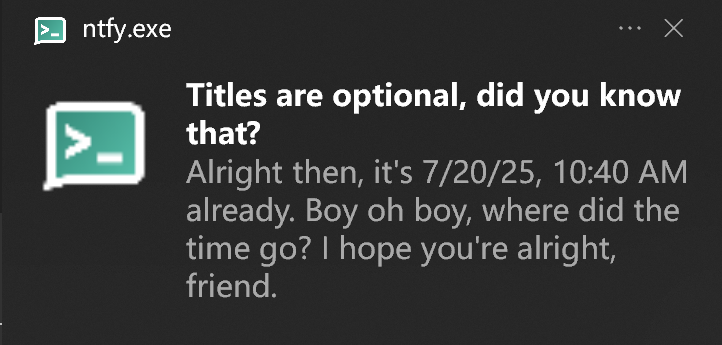 ntfy.exe
Titles are optional, did you know
that?
Alright then, it's 7/20/25, 10:40 AM
already. Boy oh boy, where did the
time go? I hope you're alright,
friend.